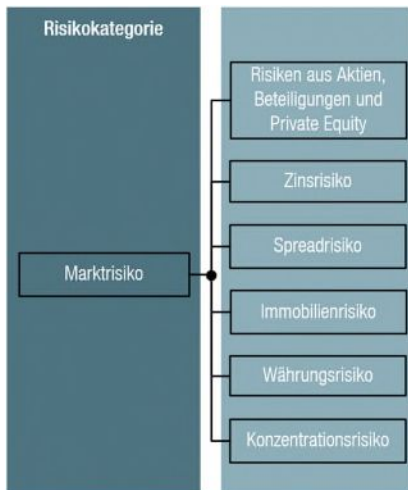 Risikokategorie
Marktrisiko
Risiken aus Aktien,
Beteiligungen und
Private Equity
Zinsrisiko
Spreadrisiko
Immobilienrisiko
Währungsrisiko
Konzentrationsrisiko